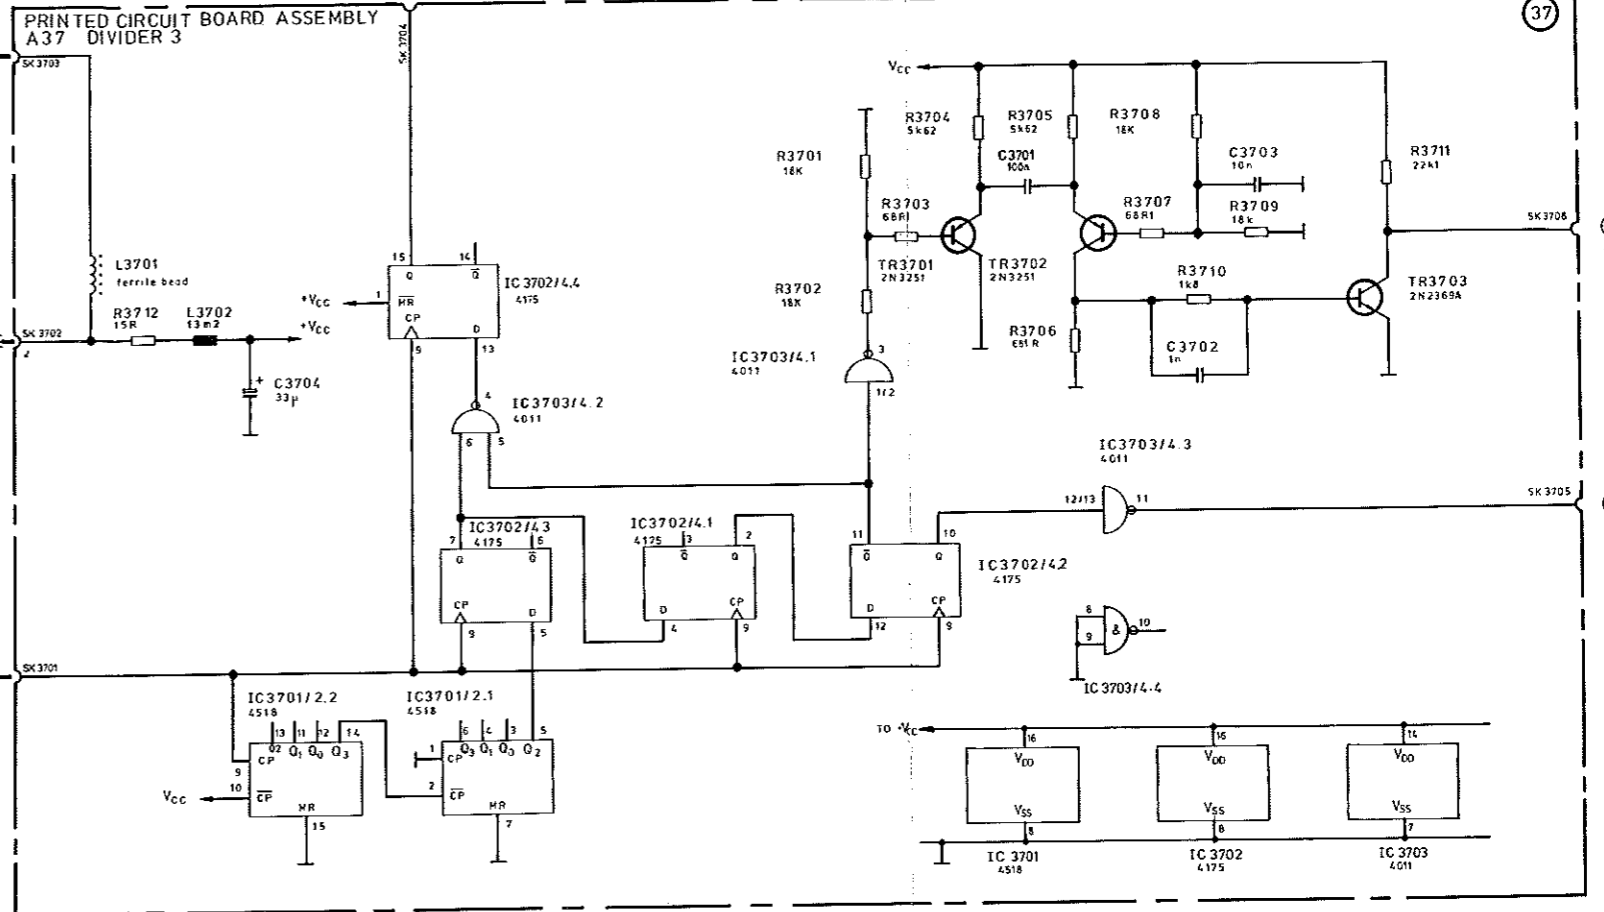 PRINTED CIRCUIT BOARD ASSEMBLY
A37 DIVIDER 3
37
SK3703
SK3704
VCC
R3704
5k62
R3705
5k62
R3708
18K
R3701
18K
C3701
100n
C3703
10n
R3711
22k1
R3703
68R1
R3707
68R1
R3709
18k
SK3706
TR3701
2N3251
TR3702
2N3251
R3710
1k8
TR3703
2N2369A
R3702
18K
R3706
681R
C3702
1n
L3701
ferrite bead
R3712
15R
L3702
13m2
SK3702
2
+VCC
+VCC
+
C3704
33µ
15
14
Q
Q
1
MR
CP
D
9
13
IC3702/4.4
4175
IC3703/4.1
4011
3
1/2
4
IC3703/4.2
4011
6
5
IC3703/4.3
4011
12/13
11
SK3705
IC3702/4.3
4175
7
6
Q
Q
CP
D
9
5
IC3702/4.1
4175
3
2
Q
Q
D
CP
4
9
11
10
Q
Q
D
CP
12
9
IC3702/4.2
4175
8
9
&
10
IC3703/4.4
SK3701
IC3701/2.2
4518
13
11
12
14
Q2
Q1
Q0
Q3
9
CP
10
CP
VCC
MR
15
IC3701/2.1
4518
6
4
3
5
Q3
Q1
Q0
Q2
1
CP
2
CP
MR
7
TO +VCC
16
VDD
VSS
8
IC 3701
4518
16
VDD
VSS
8
IC 3702
4175
14
VDD
VSS
7
IC 3703
4011